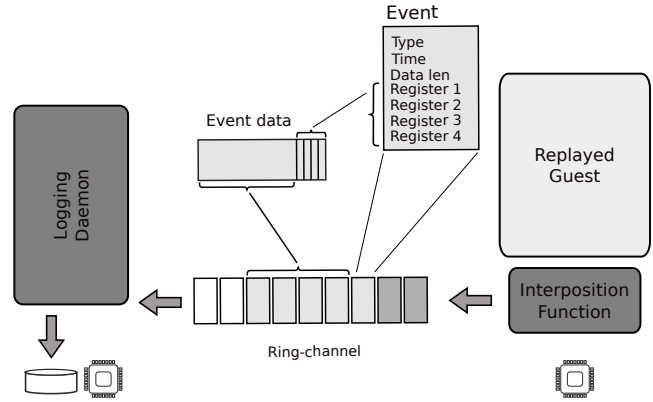 Event
Type
Time
Data len
Register 1
Register 2
Register 3
Register 4
Event data
Logging
Daemon
Replayed
Guest
Interposition
Function
Ring-channel